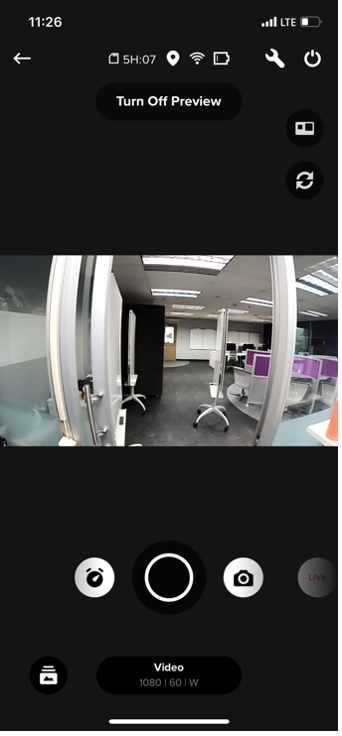 11:26
LTE
5H:07
Turn Off Preview
LIVE
Video
1080 | 60 | W